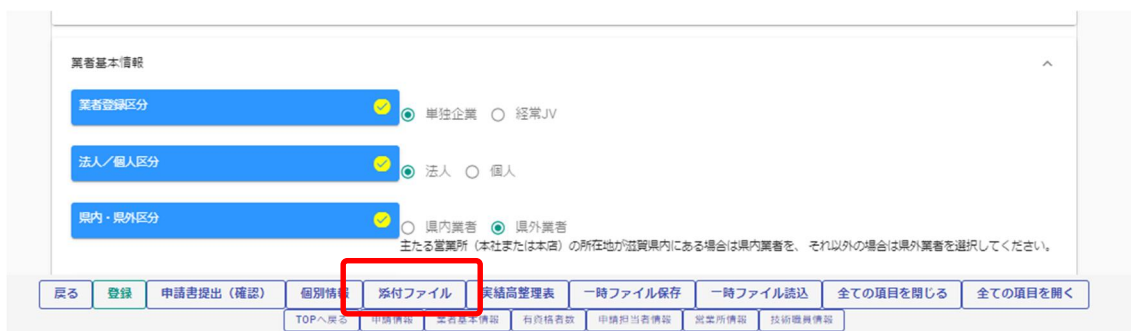 業者基本情報
業者登録区分
単独企業 経常JV
法人／個人区分
法人 個人
県内・県外区分
県内業者 県外業者
主たる営業所（本社または本店）の所在地が滋賀県内にある場合は県内業者を、それ以外の場合は県外業者を選択してください。
戻る 登録 申請書提出（確認） 個別情報 添付ファイル 実績高整理表 一時ファイル保存 一時ファイル読込 全ての項目を閉じる 全ての項目を開く
TOPへ戻る 申請情報 業者基本情報 有資格者数 申請担当者情報 営業所情報 技術職員情報